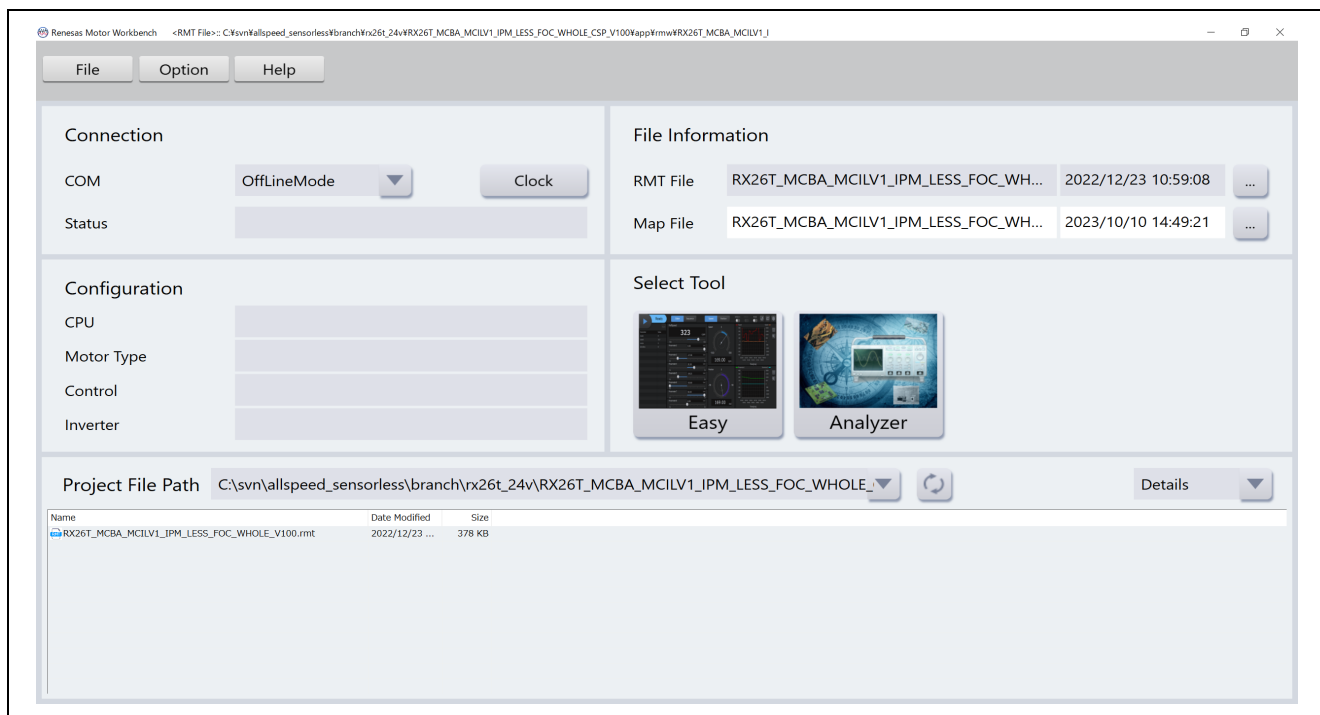 Renesas Motor Workbench <RMT File>:: C:¥svn¥allspeed_sensorless¥branch¥rx26t_24v¥RX26T_MCBA_MCILV1_IPM_LESS_FOC_WHOLE_CSP_V100¥app¥rmw¥RX26T_MCBA_MCILV1_I
File Option Help
Connection
COM OffLineMode Clock
Status
File Information
RMT File RX26T_MCBA_MCILV1_IPM_LESS_FOC_WH... 2022/12/23 10:59:08 ...
Map File RX26T_MCBA_MCILV1_IPM_LESS_FOC_WH... 2023/10/10 14:49:21 ...
Configuration
CPU
Motor Type
Control
Inverter
Select Tool
323
Easy Analyzer
Project File Path C:\svn\allspeed_sensorless\branch\rx26t_24v\RX26T_MCBA_MCILV1_IPM_LESS_FOC_WHOLE_ Details
Name Date Modified Size
RX26T_MCBA_MCILV1_IPM_LESS_FOC_WHOLE_V100.rmt 2022/12/23 ... 378 KB